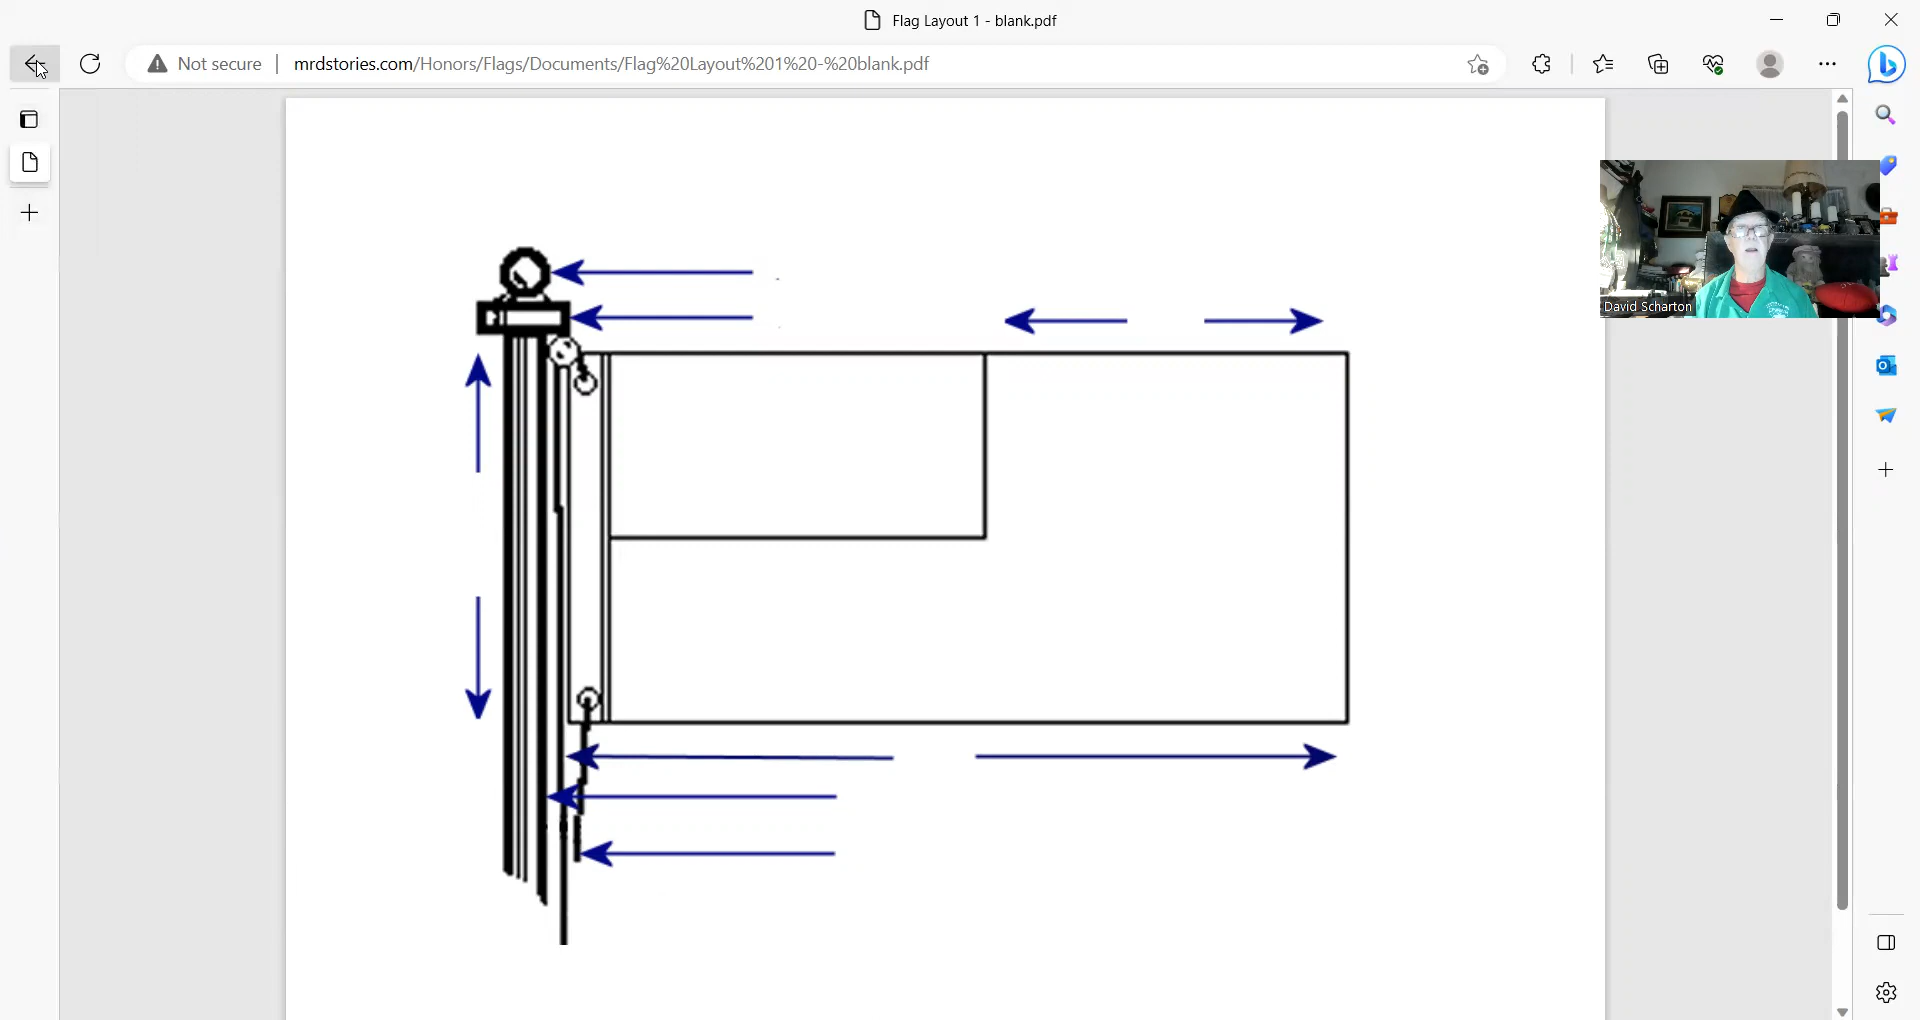 Flag Layout 1 - blank.pdf
Not secure
mrdstories.com/Honors/Flags/Documents/Flag%20Layout%201%20-%20blank.pdf
David Scharton